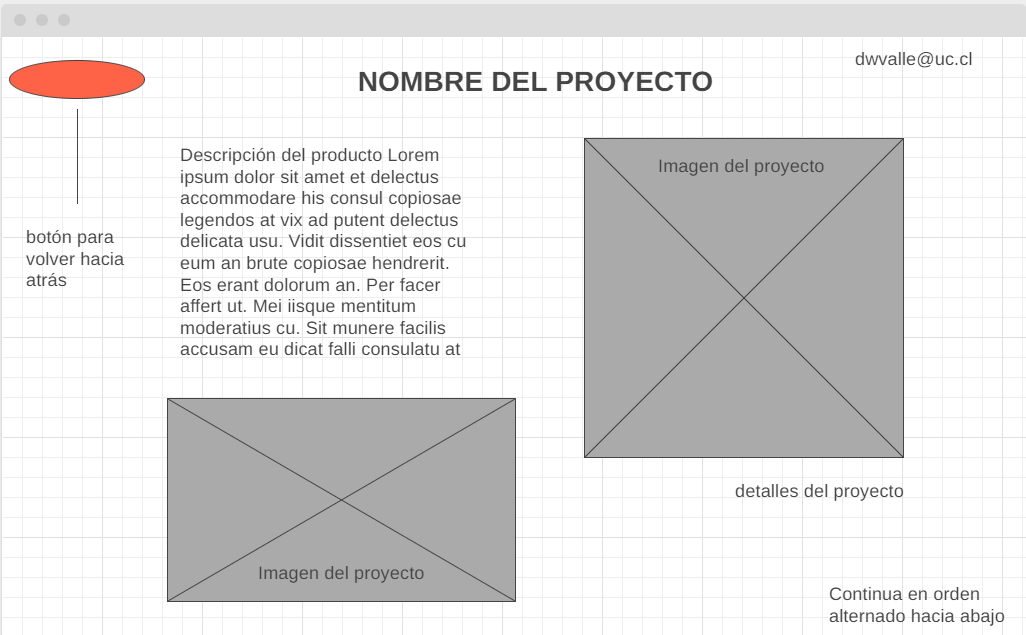 dwvalle@uc.cl
NOMBRE DEL PROYECTO
botón para
volver hacia
atrás
Descripción del producto Lorem
ipsum dolor sit amet et delectus
accommodare his consul copiosae
legendos at vix ad putent delectus
delicata usu. Vidit dissentiet eos cu
eum an brute copiosae hendrerit.
Eos erant dolorum an. Per facer
affert ut. Mei iisque mentitum
moderatius cu. Sit munere facilis
accusam eu dicat falli consulatu at
Imagen del proyecto
detalles del proyecto
Imagen del proyecto
Continua en orden
alternado hacia abajo